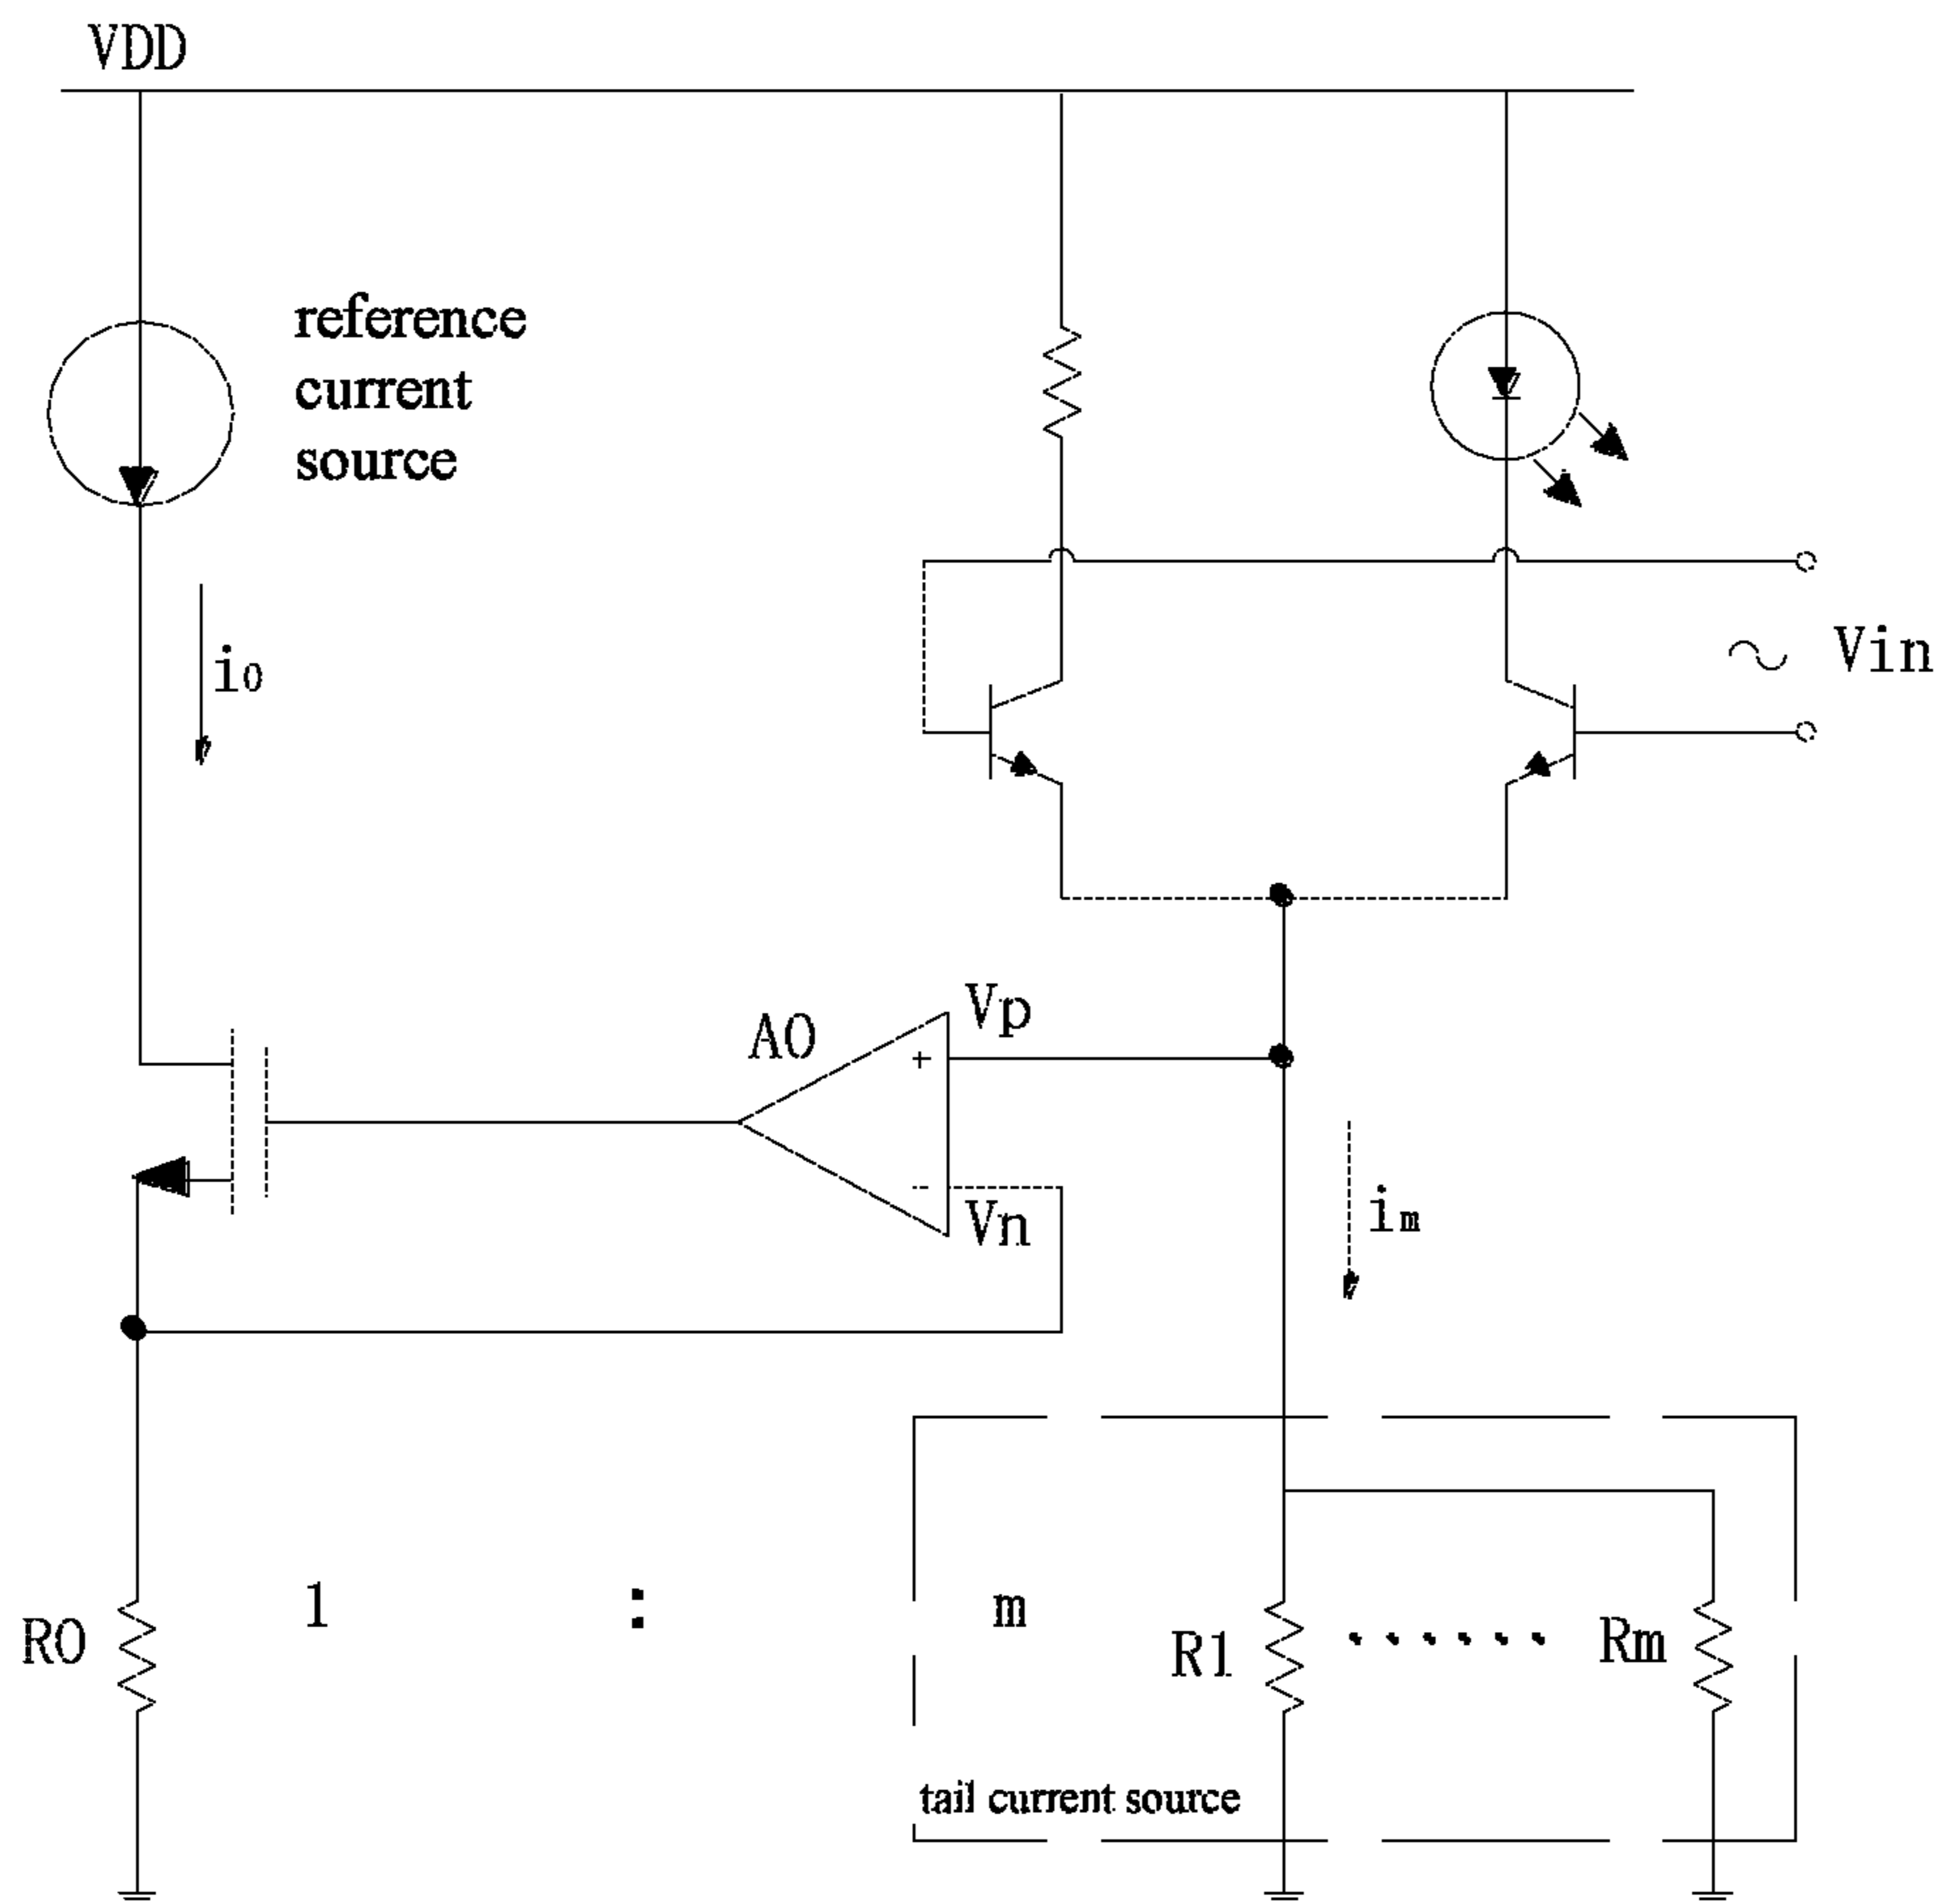 VDD
reference
current
source
i0
Vin
A0
Vp
+
-
Vn
im
R0
1 : m
R1 ...... Rm
tail current source